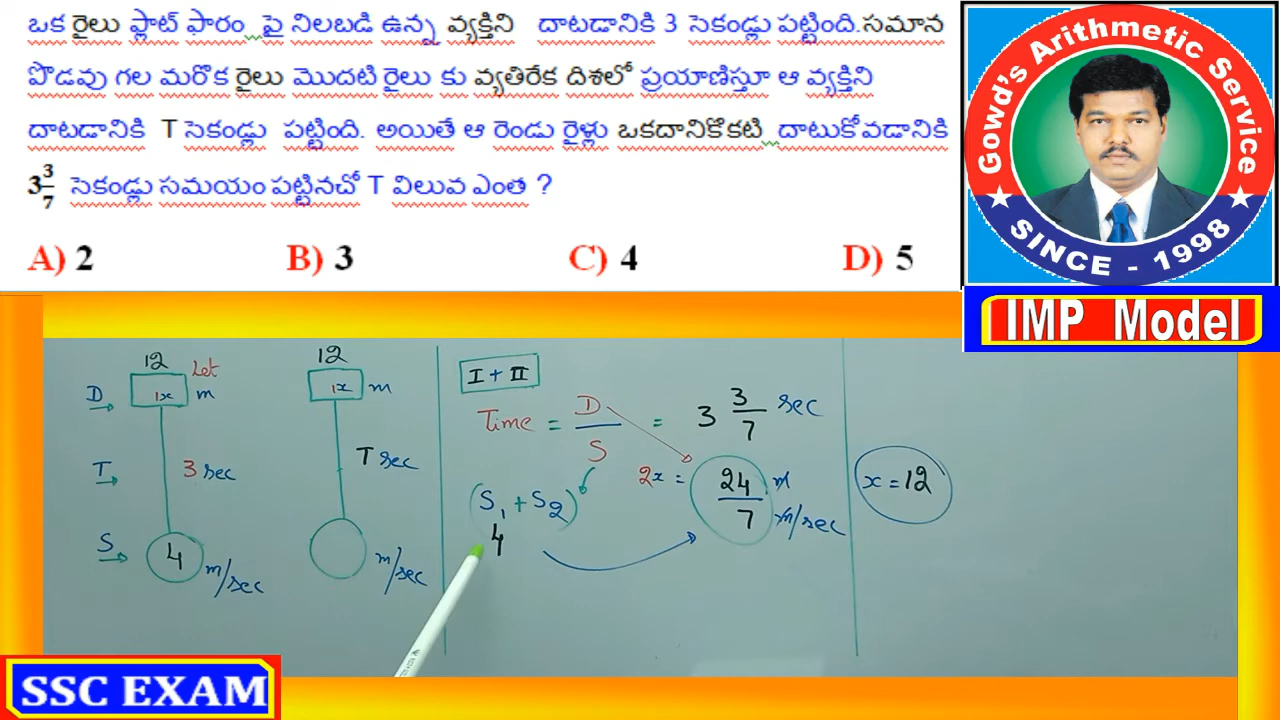 ఒక రైలు ప్లాట్ ఫారం పై నిలబడి ఉన్న వ్యక్తిని దాటడానికి 3 సెకండ్లు పట్టింది.సమాన
పొడవు గల మరొక రైలు మొదటి రైలు కు వ్యతిరేక దిశలో ప్రయాణిస్తూ ఆ వ్యక్తిని
దాటడానికి T సెకండ్లు పట్టింది. అయితే ఆ రెండు రైళ్లు ఒకదానికొకటి దాటుకోవడానికి
3 3/7 సెకండ్లు సమయం పట్టినచో T విలువ ఎంత ?
A) 2 B) 3 C) 4 D) 5
Gowd's Arithmetic Service
★ SINCE - 1998 ★
IMP Model
12 Let 12
D → 1x m 1x m
T → 3 sec T sec
S → 4 m/sec m/sec
I + II
Time = D/S = 3 3/7 sec
2x = 24 m
(S1 + S2) 7 m/sec
4
x = 12
SSC EXAM